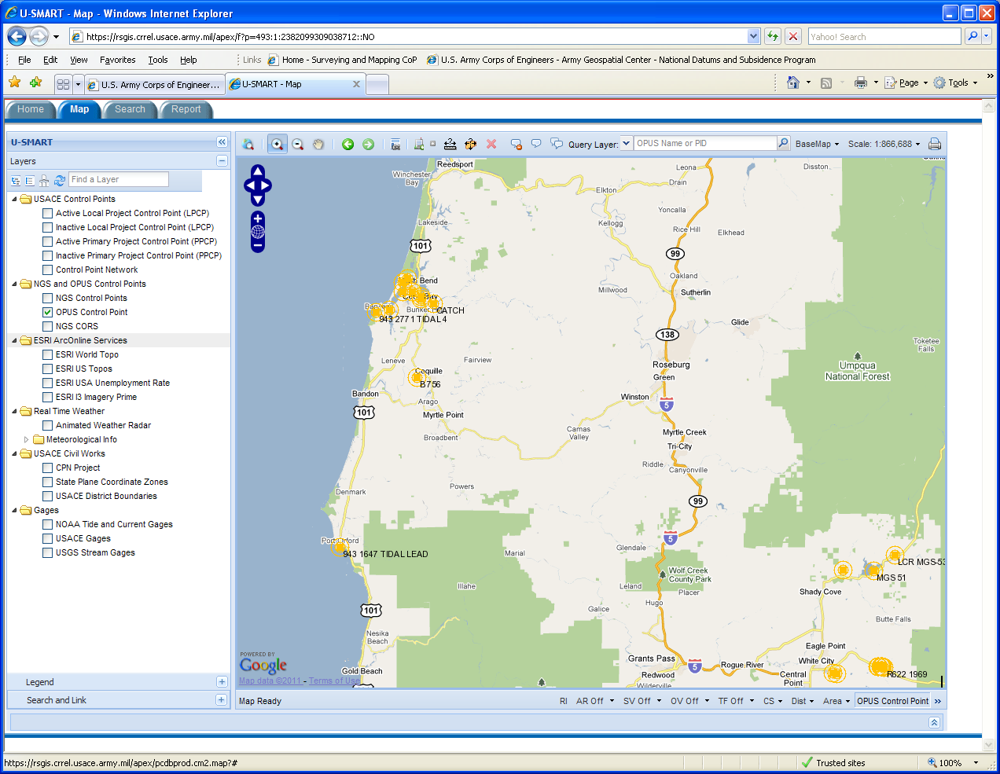 U-SMART - Map - Windows Internet Explorer
https://rsgis.crrel.usace.army.mil/apex/f?p=493:1:2382099309038712::NO
Yahoo! Search
File Edit View Favorites Tools Help
Links Home - Surveying and Mapping CoP U.S. Army Corps of Engineers - Army Geospatial Center - National Datums and Subsidence Program
U.S. Army Corps of Engineer... U-SMART - Map
Page Tools
Home Map Search Report
U-SMART
Query Layer: OPUS Name or PID BaseMap Scale: 1:866,688
Layers
Find a Layer
USACE Control Points
Active Local Project Control Point (LPCP)
Inactive Local Project Control Point (LPCP)
Active Primary Project Control Point (PPCP)
Inactive Primary Project Control Point (PPCP)
Control Point Network
NGS and OPUS Control Points
NGS Control Points
OPUS Control Point
NGS CORS
ESRI ArcOnline Services
ESRI World Topo
ESRI US Topos
ESRI USA Unemployment Rate
ESRI I3 Imagery Prime
Real Time Weather
Animated Weather Radar
Meteorological Info
USACE Civil Works
CPN Project
State Plane Coordinate Zones
USACE District Boundaries
Gages
NOAA Tide and Current Gages
USACE Gages
USGS Stream Gages
Legend
Search and Link
Reedsport
Winchester Bay
Leona
Drain
Disston
Elkton
Yoncalla
Kellogg
Lakeside
Rice Hill
Elkhead
101
99
Oakland
Bend
Millwood
Sutherlin
Bunker
CATCH
943 2771 TIDAL 4
Glide
138
Toketee Falls
Leneve
Fairview
Roseburg
Umpqua National Forest
Coquille
Green
B756
Bandon
Winston
Arago
5
101
Myrtle Point
Camas Valley
Myrtle Creek
Broadbent
Tri-City
Riddle
Canyonville
Denmark
Powers
99
Port Orford
5
943 1647 TIDAL LEAD
Marial
Glendale
LCR MGS-53
Wolf Creek County Park
MGS 51
Illahe
Leland
Placer
Shady Cove
Hugo
101
Galice
Butte Falls
Nesika Beach
Eagle Point
Grants Pass
White City
POWERED BY
Google
5
Rogue River
Gold Beach
Redwood
Central Point
R622 1969
Map data ©2011 - Terms of Use
Wilderville
Map Ready RI AR Off SV Off OV Off TF Off CS Dist Area OPUS Control Point
https://rsgis.crrel.usace.army.mil/apex/pcdbprod.cm2.map?# Trusted sites 100%